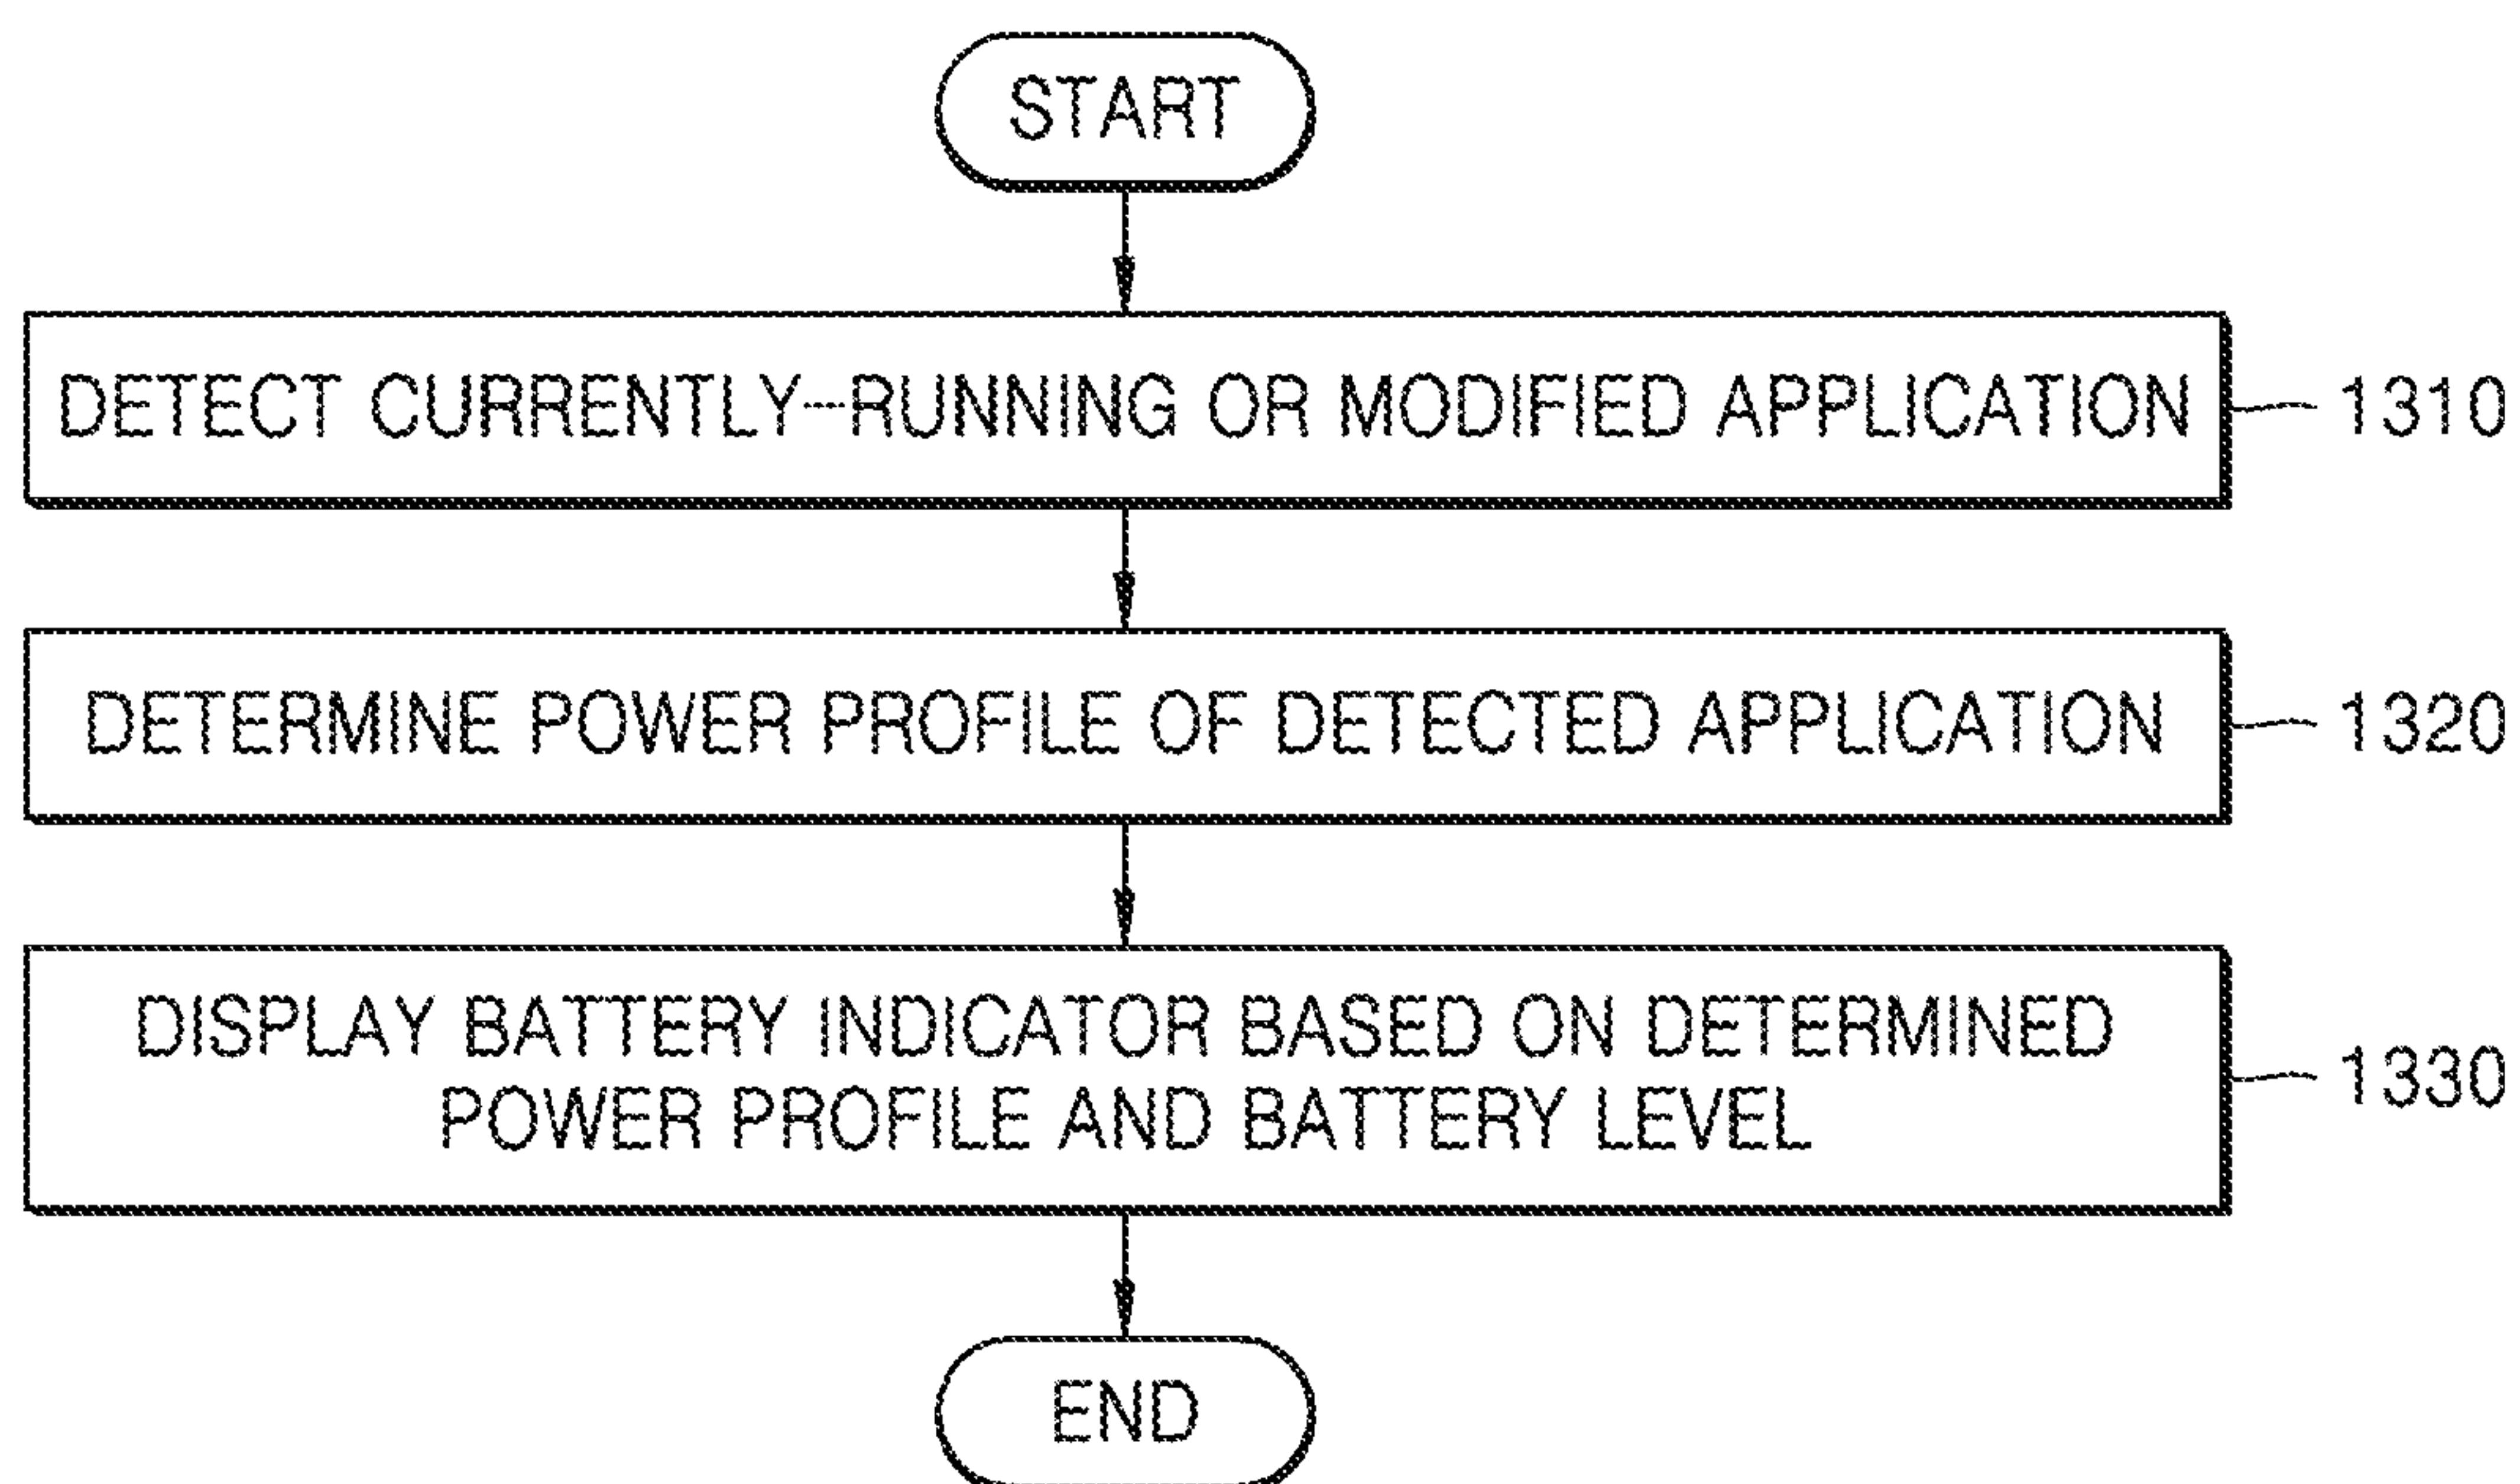 START
DETECT CURRENTLY-RUNNING OR MODIFIED APPLICATION
1310
DETERMINE POWER PROFILE OF DETECTED APPLICATION
1320
DISPLAY BATTERY INDICATOR BASED ON DETERMINED
POWER PROFILE AND BATTERY LEVEL
1330
END